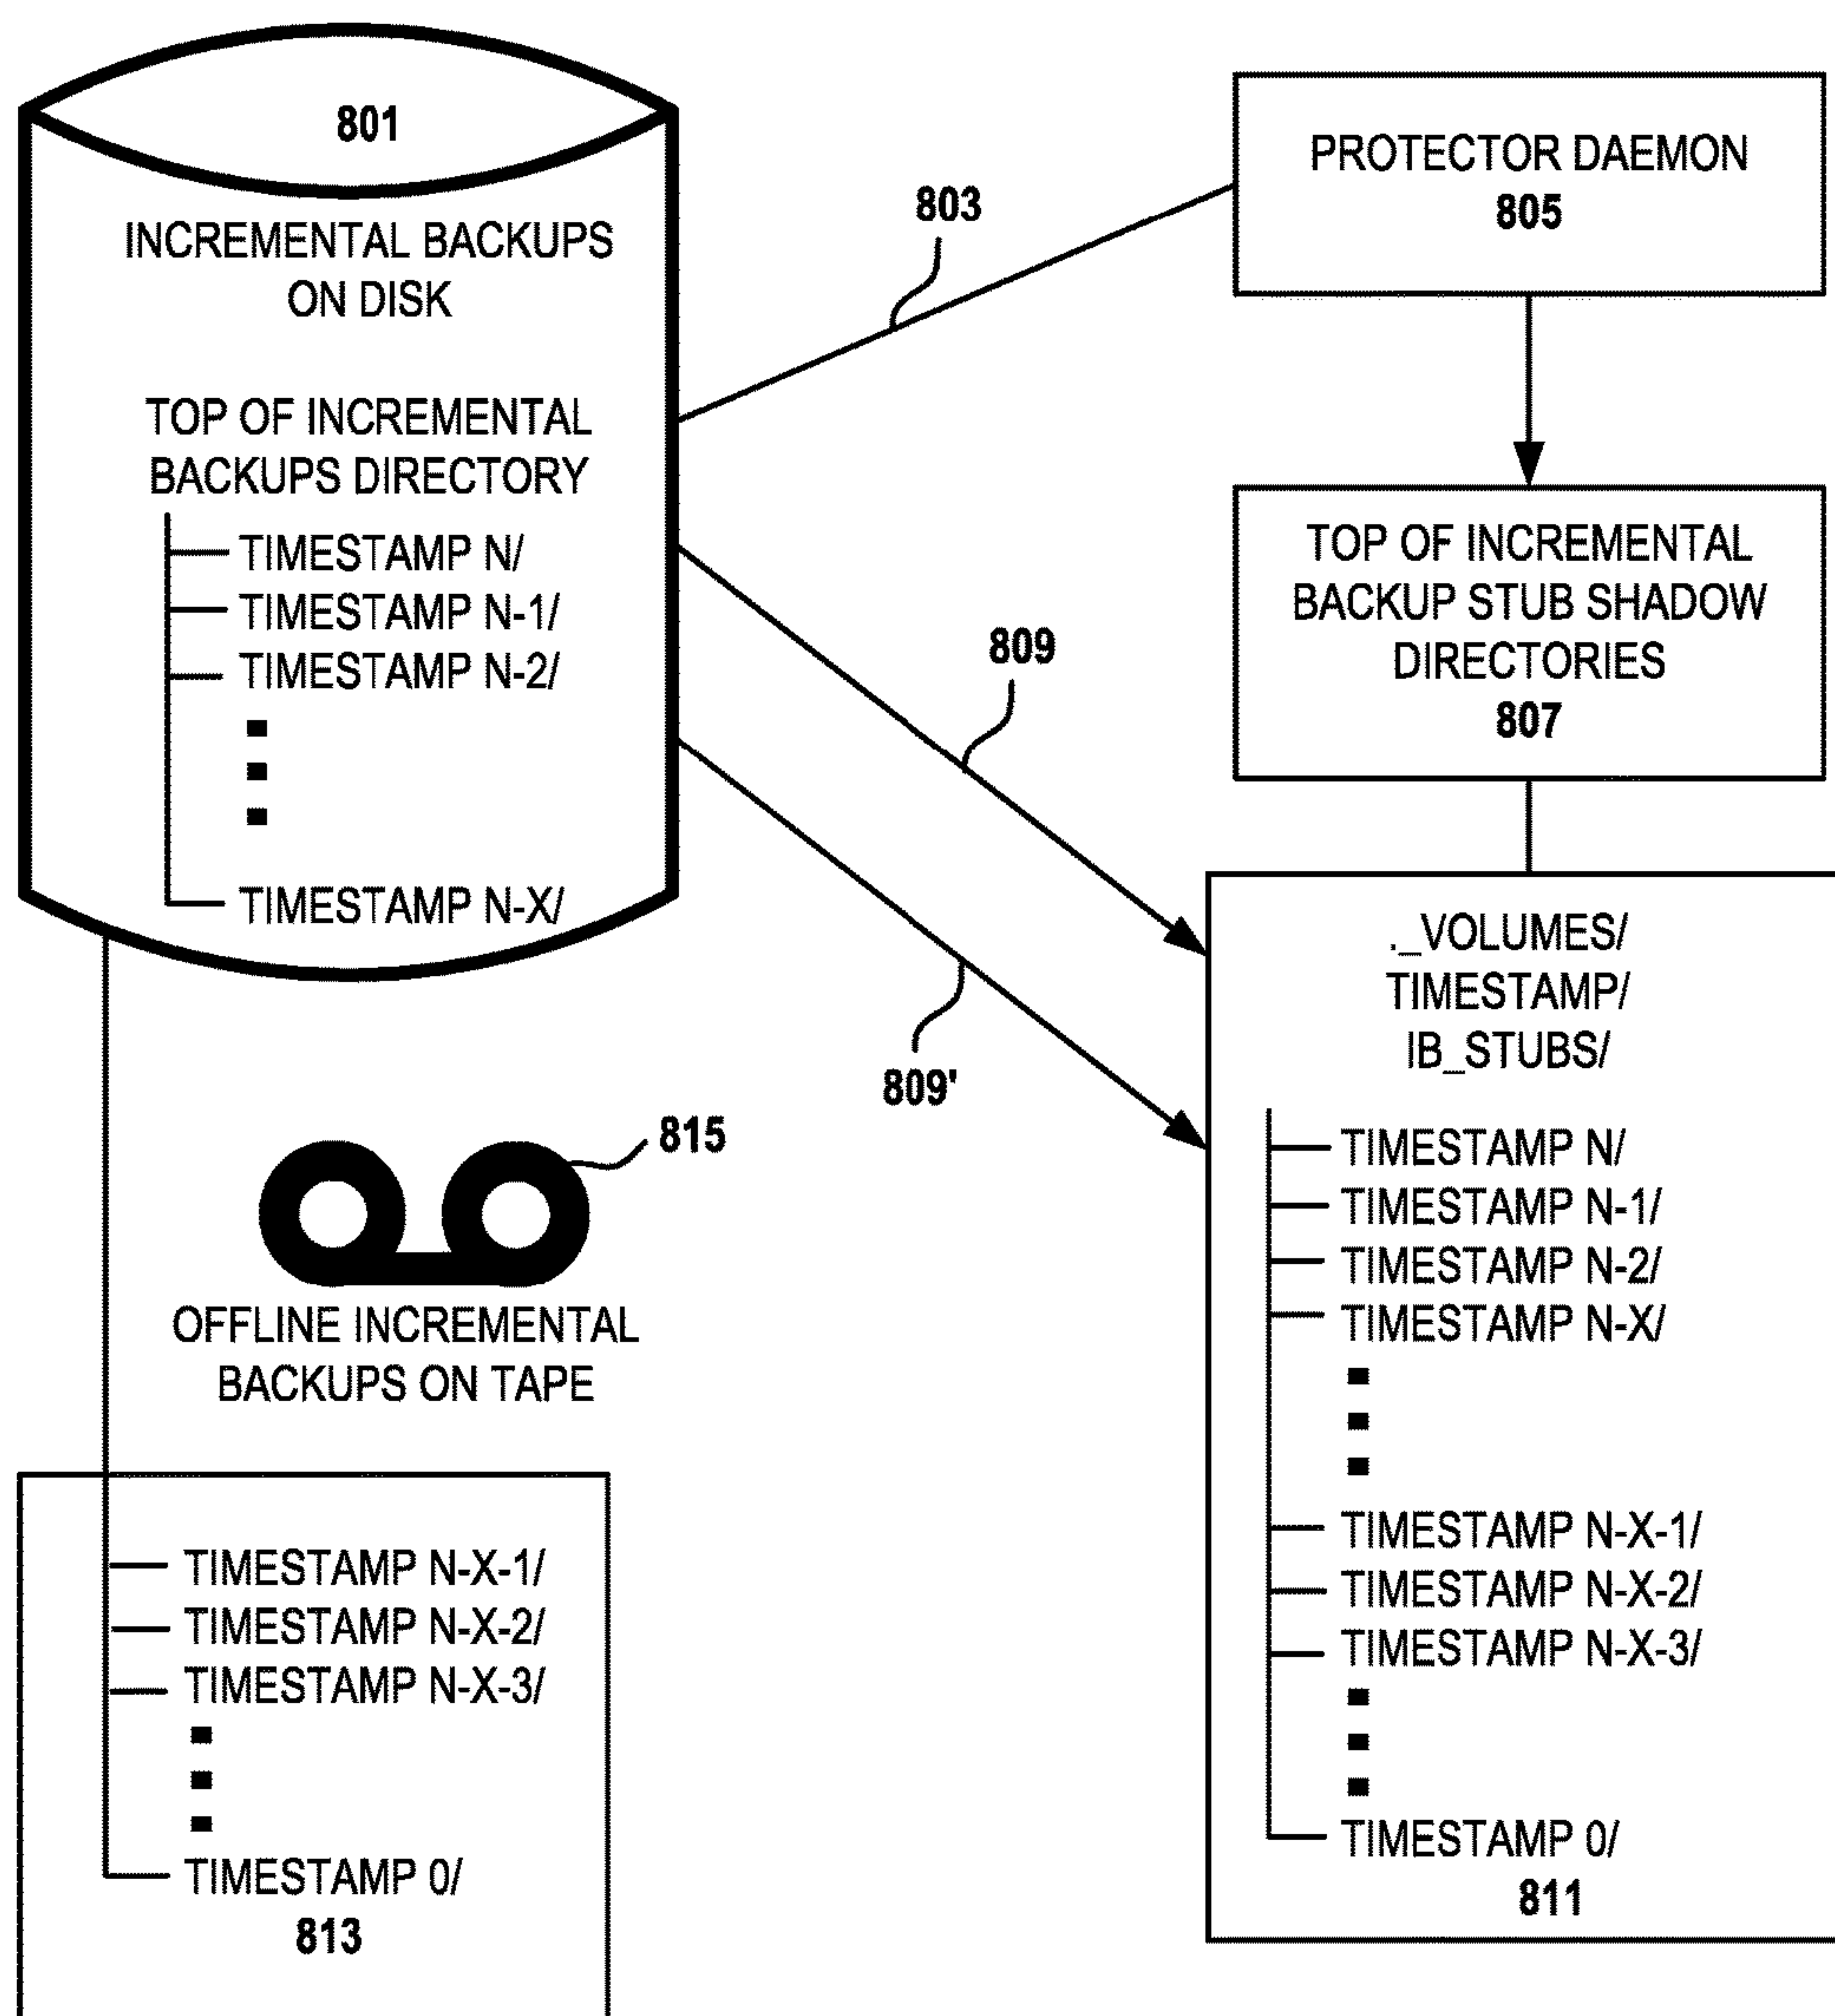 801
INCREMENTAL BACKUPS
ON DISK
TOP OF INCREMENTAL
BACKUPS DIRECTORY
TIMESTAMP N/
TIMESTAMP N-1/
TIMESTAMP N-2/
TIMESTAMP N-X/
803
PROTECTOR DAEMON
805
TOP OF INCREMENTAL
BACKUP STUB SHADOW
DIRECTORIES
807
809
809'
._VOLUMES/
TIMESTAMP/
IB_STUBS/
TIMESTAMP N/
TIMESTAMP N-1/
TIMESTAMP N-2/
TIMESTAMP N-X/
TIMESTAMP N-X-1/
TIMESTAMP N-X-2/
TIMESTAMP N-X-3/
TIMESTAMP 0/
811
815
OFFLINE INCREMENTAL
BACKUPS ON TAPE
TIMESTAMP N-X-1/
TIMESTAMP N-X-2/
TIMESTAMP N-X-3/
TIMESTAMP 0/
813